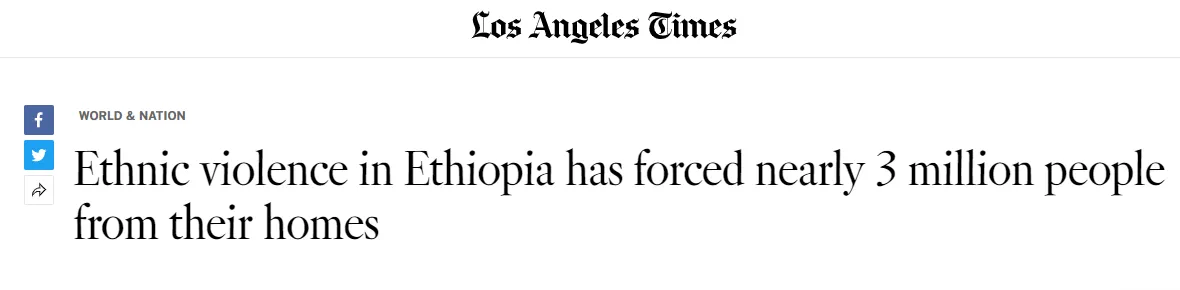 Los Angeles Times
WORLD & NATION
Ethnic violence in Ethiopia has forced nearly 3 million people
from their homes